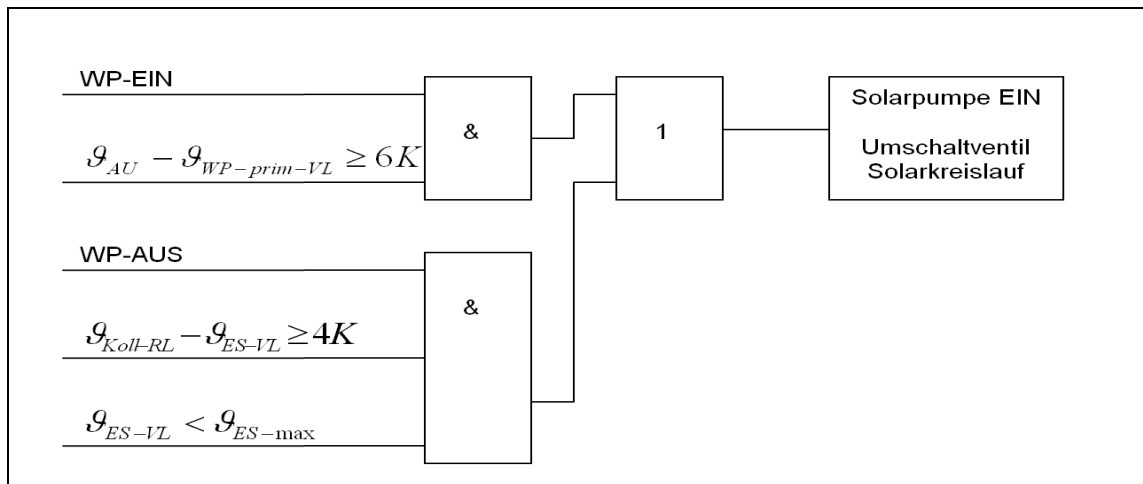 WP-EIN
&
1
Solarpumpe EIN
Umschaltventil
Solarkreislauf
ϑ_AU − ϑ_WP−prim−VL ≥ 6K
WP-AUS
&
ϑ_Koll-RL − ϑ_ES-VL ≥ 4K
ϑ_ES−VL < ϑ_ES−max